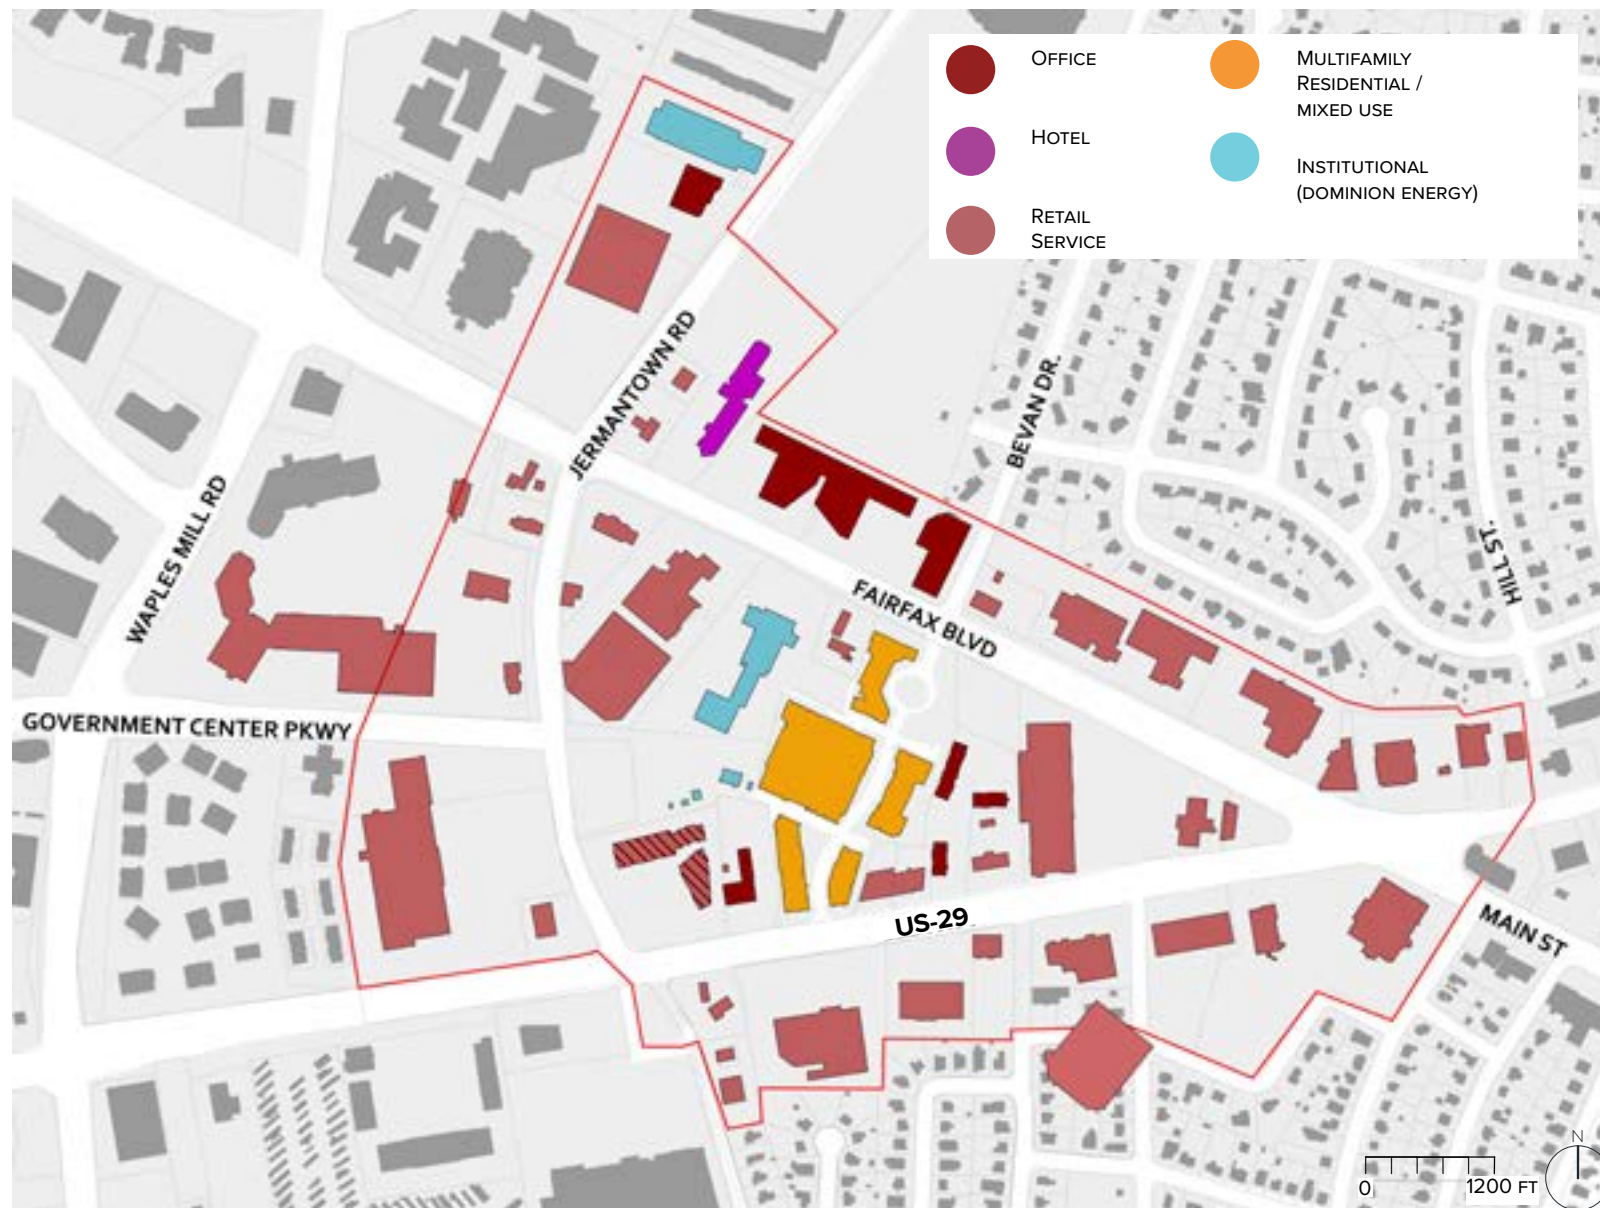 OFFICE
HOTEL
RETAIL
SERVICE
MULTIFAMILY
RESIDENTIAL /
MIXED USE
INSTITUTIONAL
(DOMINION ENERGY)
JERMANTOWN RD
BEVAN DR.
WAPLES MILL RD
HILL ST.
FAIRFAX BLVD
GOVERNMENT CENTER PKWY
US-29
MAIN ST
N
0
1200 FT